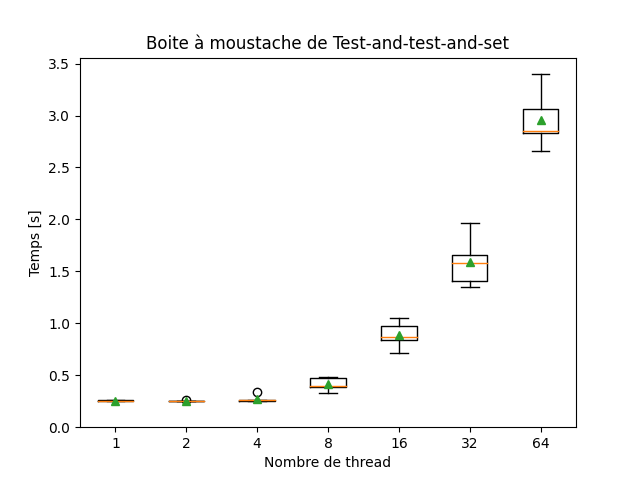 Boite à moustache de Test-and-test-and-set
3.5
3.0
2.5
2.0
1.5
1.0
0.5
0.0
Temps [s]
1 2 4 8 16 32 64
Nombre de thread